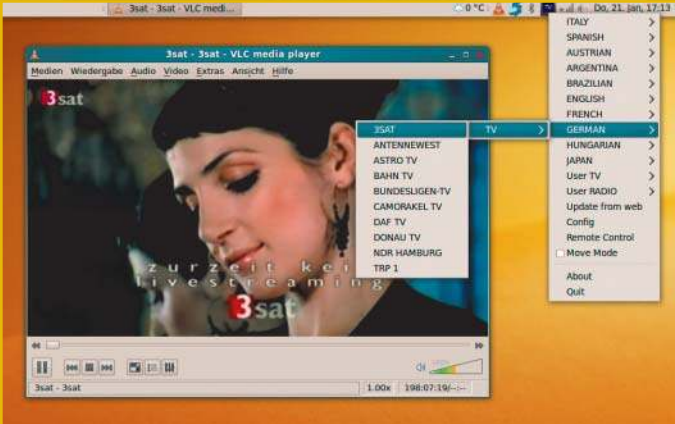 3sat - 3sat - VLC medi...
0 °C
Do, 21. Jan, 17:13
3sat - 3sat - VLC media player
Medien Wiedergabe Audio Video Extras Ansicht Hilfe
3sat
zurzeit kei
livestreaming
3sat
1.00x
198:07:19/--:--
3sat - 3sat
3SAT
ANTENNEWEST
ASTRO TV
BAHN TV
BUNDESLIGEN-TV
CAMORAKEL TV
DAF TV
DONAU TV
NDR HAMBURG
TRP 1
TV
ITALY
SPANISH
AUSTRIAN
ARGENTINA
BRAZILIAN
ENGLISH
FRENCH
GERMAN
HUNGARIAN
JAPAN
User TV
User RADIO
Update from web
Config
Remote Control
Move Mode
About
Quit